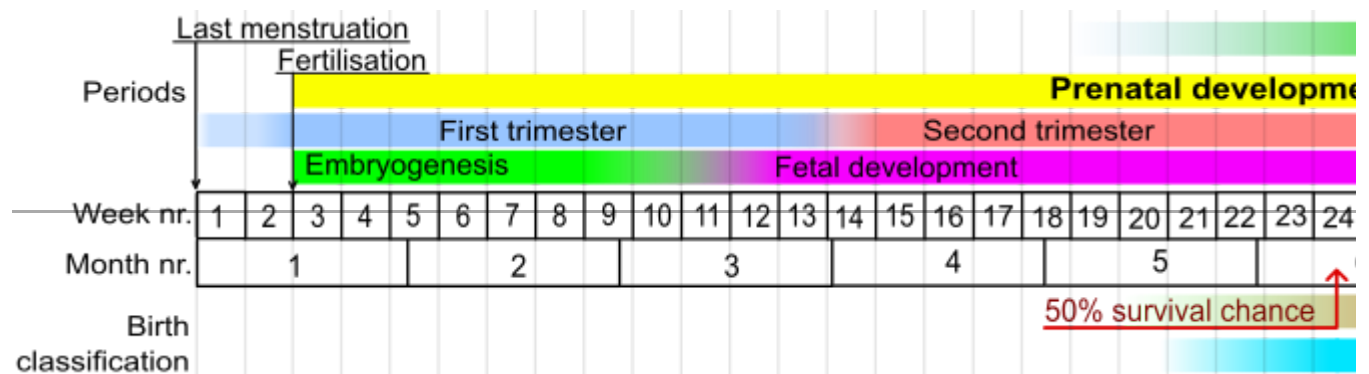 Last menstruation
Fertilisation
Periods
Prenatal developme
First trimester
Second trimester
Embryogenesis
Fetal development
Week nr. 1 2 3 4 5 6 7 8 9 10 11 12 13 14 15 16 17 18 19 20 21 22 23 24
Month nr. 1 2 3 4 5
50% survival chance
Birth
classification